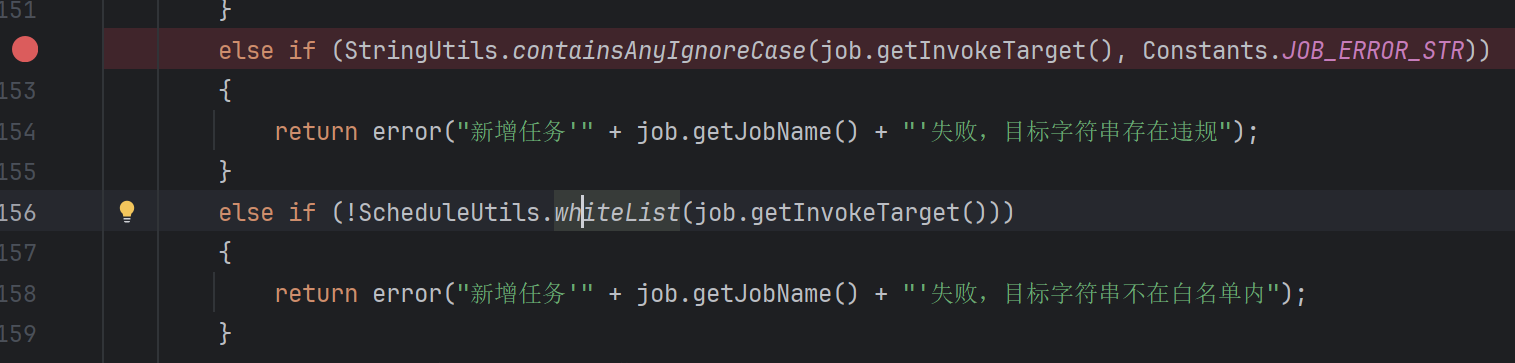 151 }
else if (StringUtils.containsAnyIgnoreCase(job.getInvokeTarget(), Constants.JOB_ERROR_STR))
153 {
154 return error("新增任务'" + job.getJobName() + "'失败，目标字符串存在违规");
155 }
156 else if (!ScheduleUtils.whiteList(job.getInvokeTarget()))
157 {
158 return error("新增任务'" + job.getJobName() + "'失败，目标字符串不在白名单内");
159 }